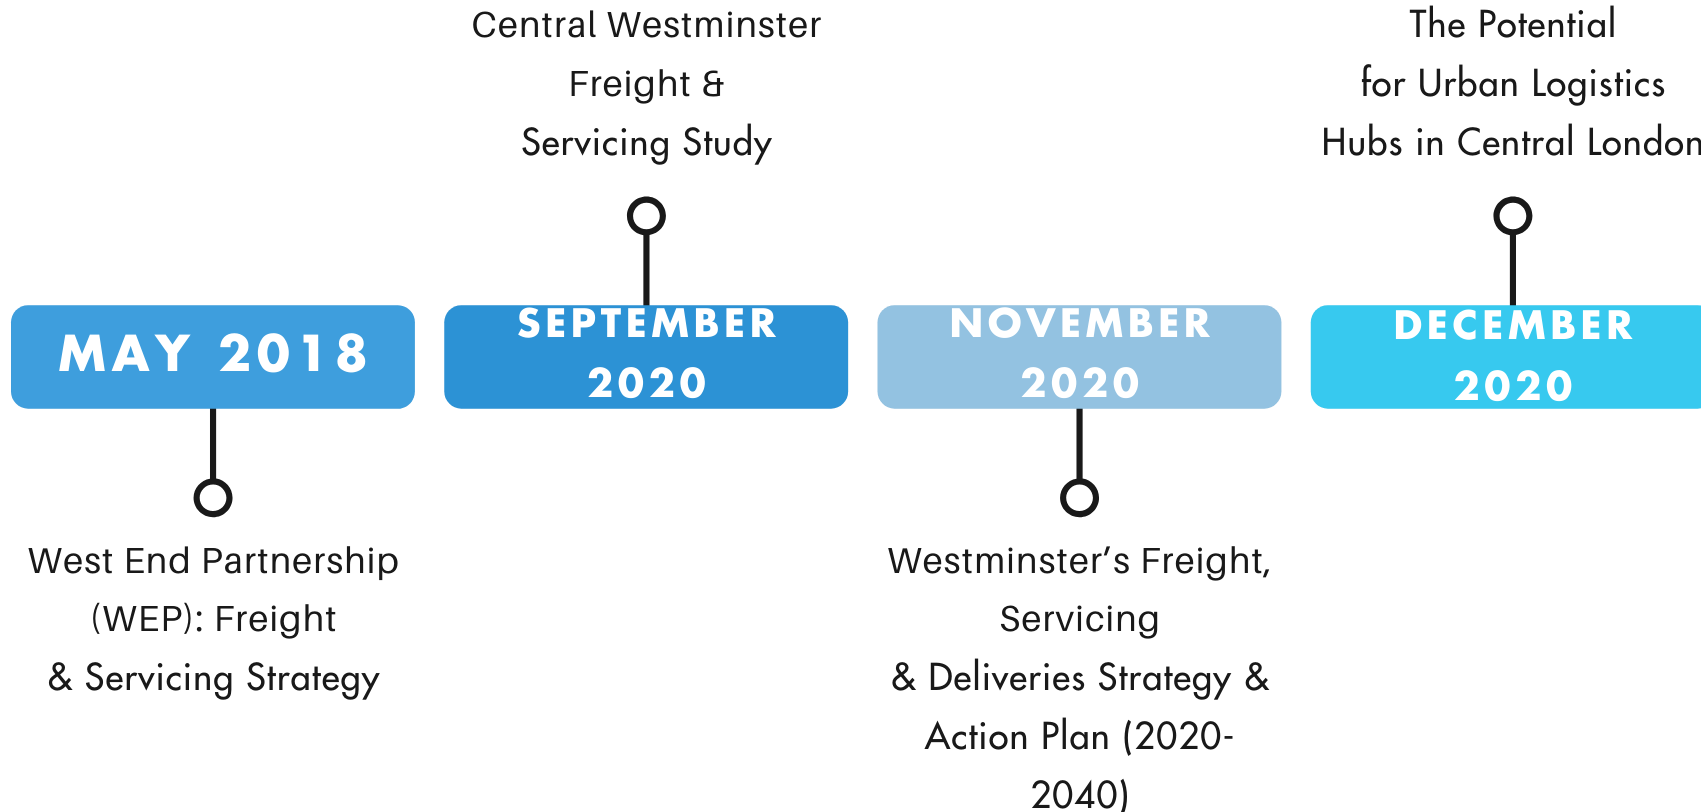 Central Westminster
Freight &
Servicing Study
The Potential
for Urban Logistics
Hubs in Central London
MAY 2018
SEPTEMBER
2020
NOVEMBER
2020
DECEMBER
2020
West End Partnership
(WEP): Freight
& Servicing Strategy
Westminster’s Freight,
Servicing
& Deliveries Strategy &
Action Plan (2020-
2040)